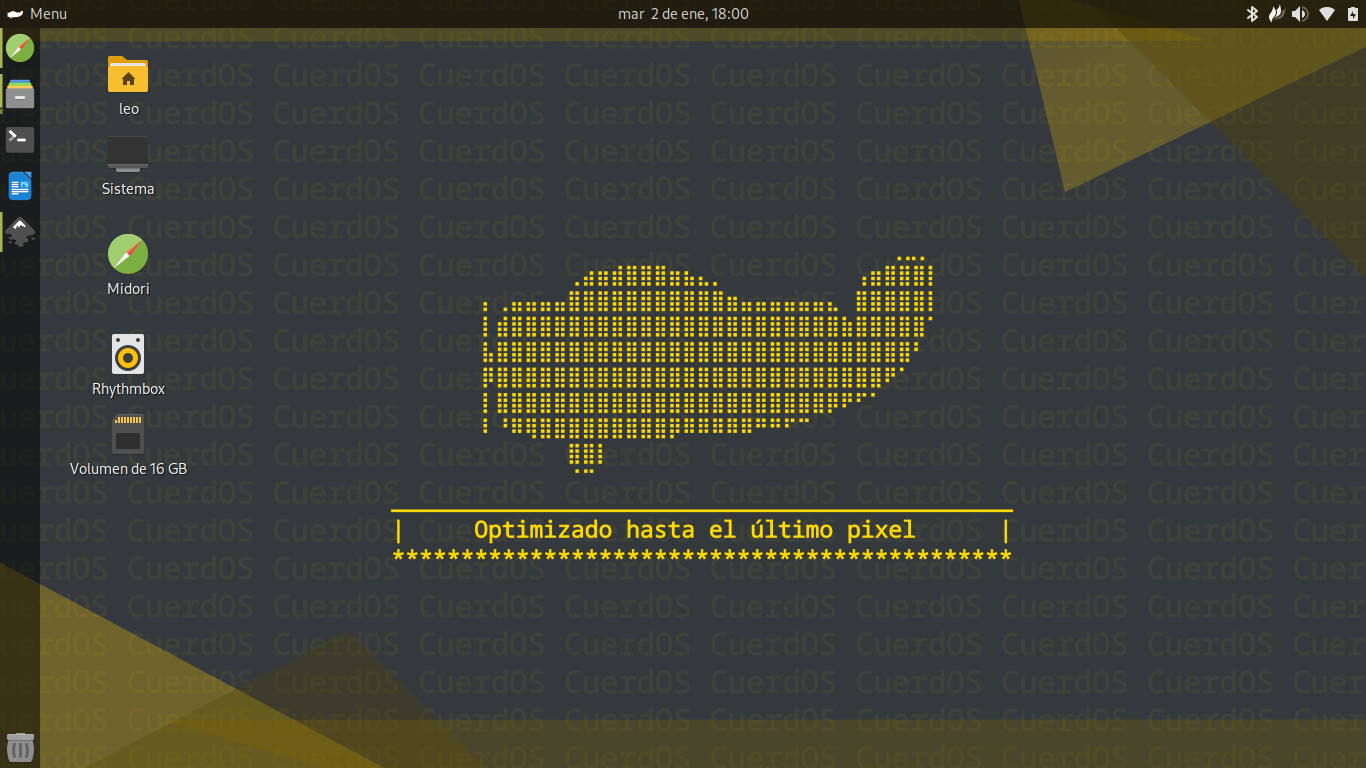 Menu
mar 2 de ene, 18:00
leo
Sistema
Midori
Rhythmbox
Volumen de 16 GB
CuerdOS
| Optimizado hasta el último pixel |
*********************************************